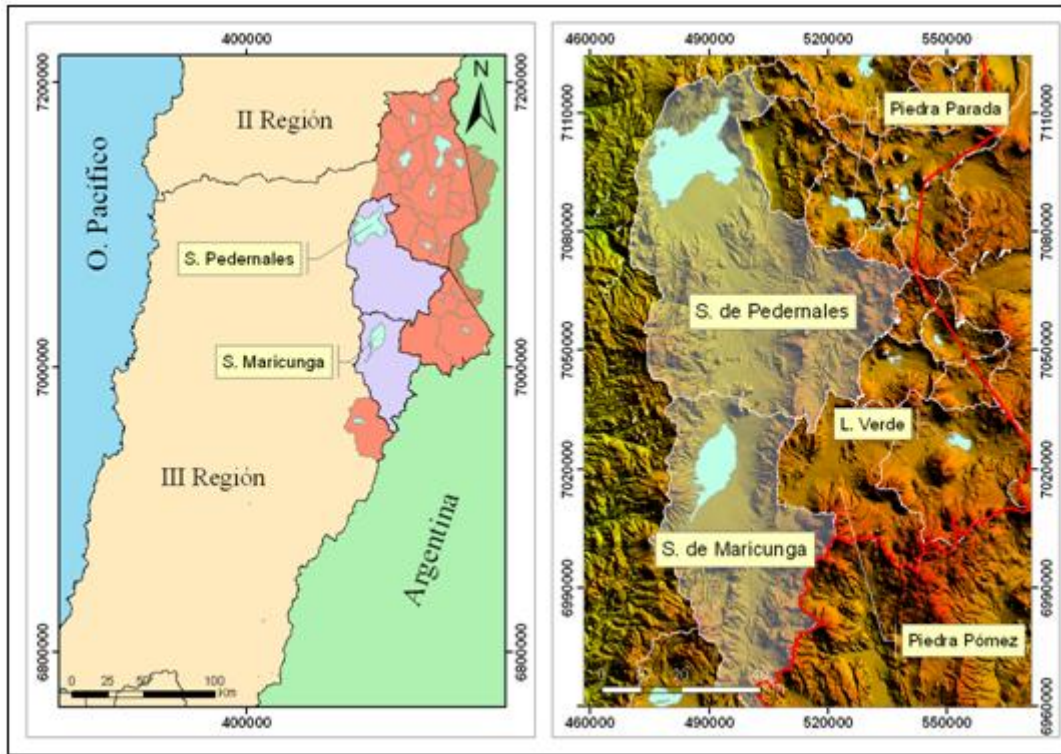 400000
7200000
7200000
N
II Región
O. Pacífico
S. Pedernales
S. Maricunga
7000000
7000000
III Región
Argentina
6800000
6800000
0 25 50 100
Km
400000
460000 490000 520000 550000
7110000
7110000
Piedra Parada
7080000
7080000
S. de Pedernales
7050000
7050000
L. Verde
7020000
7020000
S. de Maricunga
6990000
6990000
Piedra Pómez
6960000
460000 490000 520000 550000